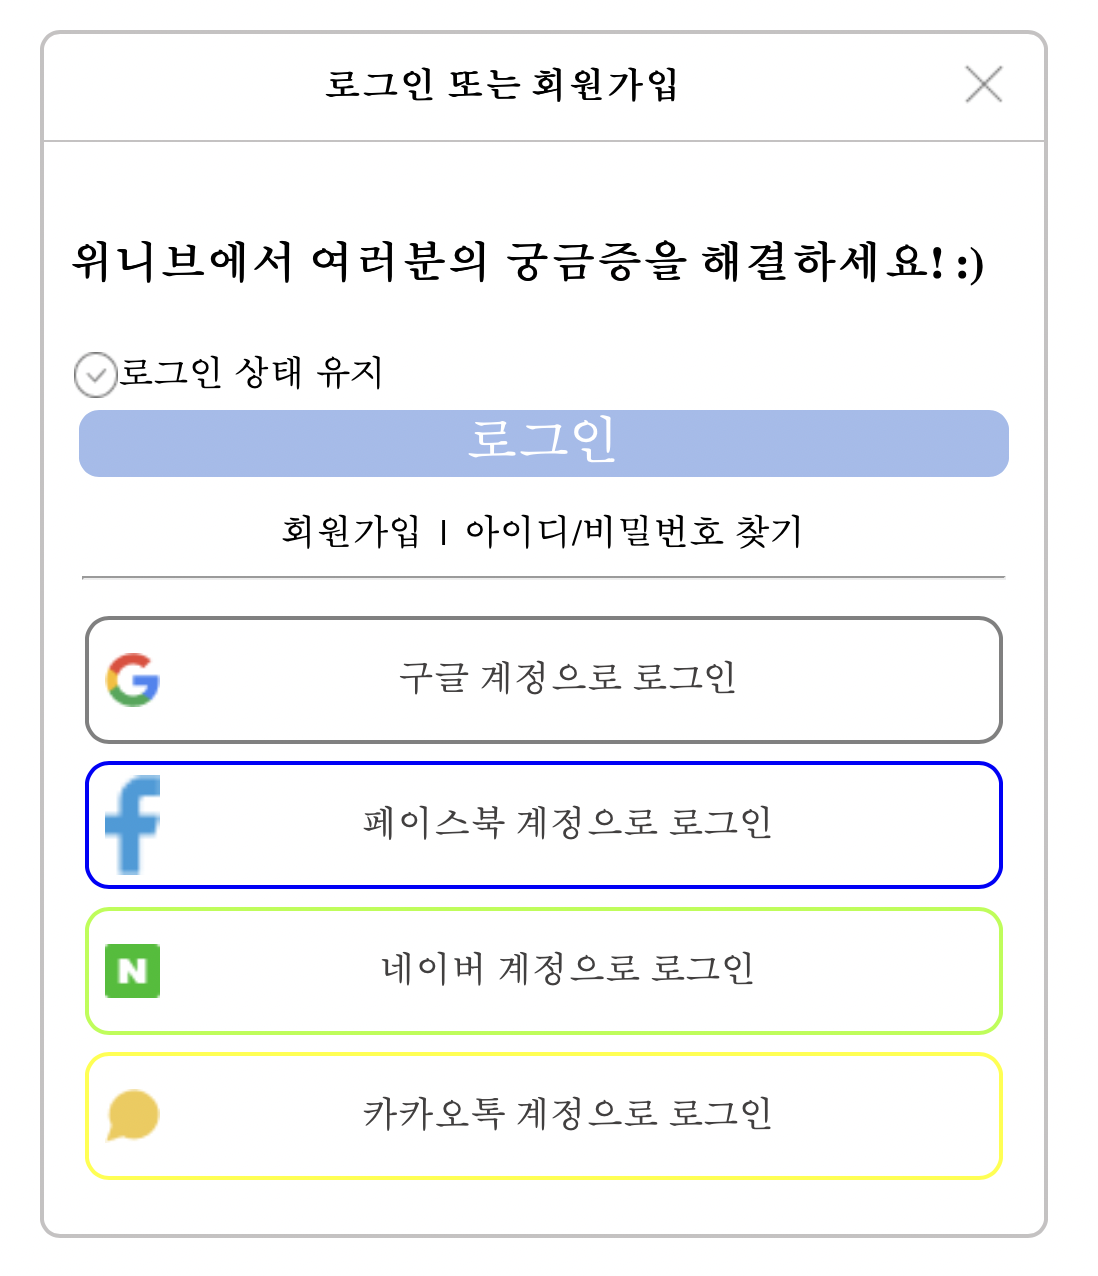 로그인 또는 회원가입
위니브에서 여러분의 궁금증을 해결하세요! :)
로그인 상태 유지
로그인
회원가입 | 아이디/비밀번호 찾기
구글 계정으로 로그인
페이스북 계정으로 로그인
N 네이버 계정으로 로그인
카카오톡 계정으로 로그인